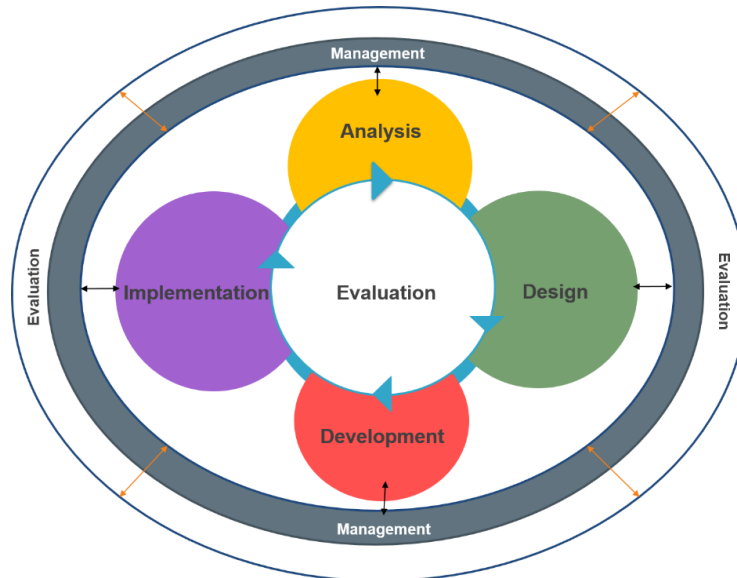 Management
Analysis
Evaluation
Implementation
Evaluation
Design
Evaluation
Development
Management